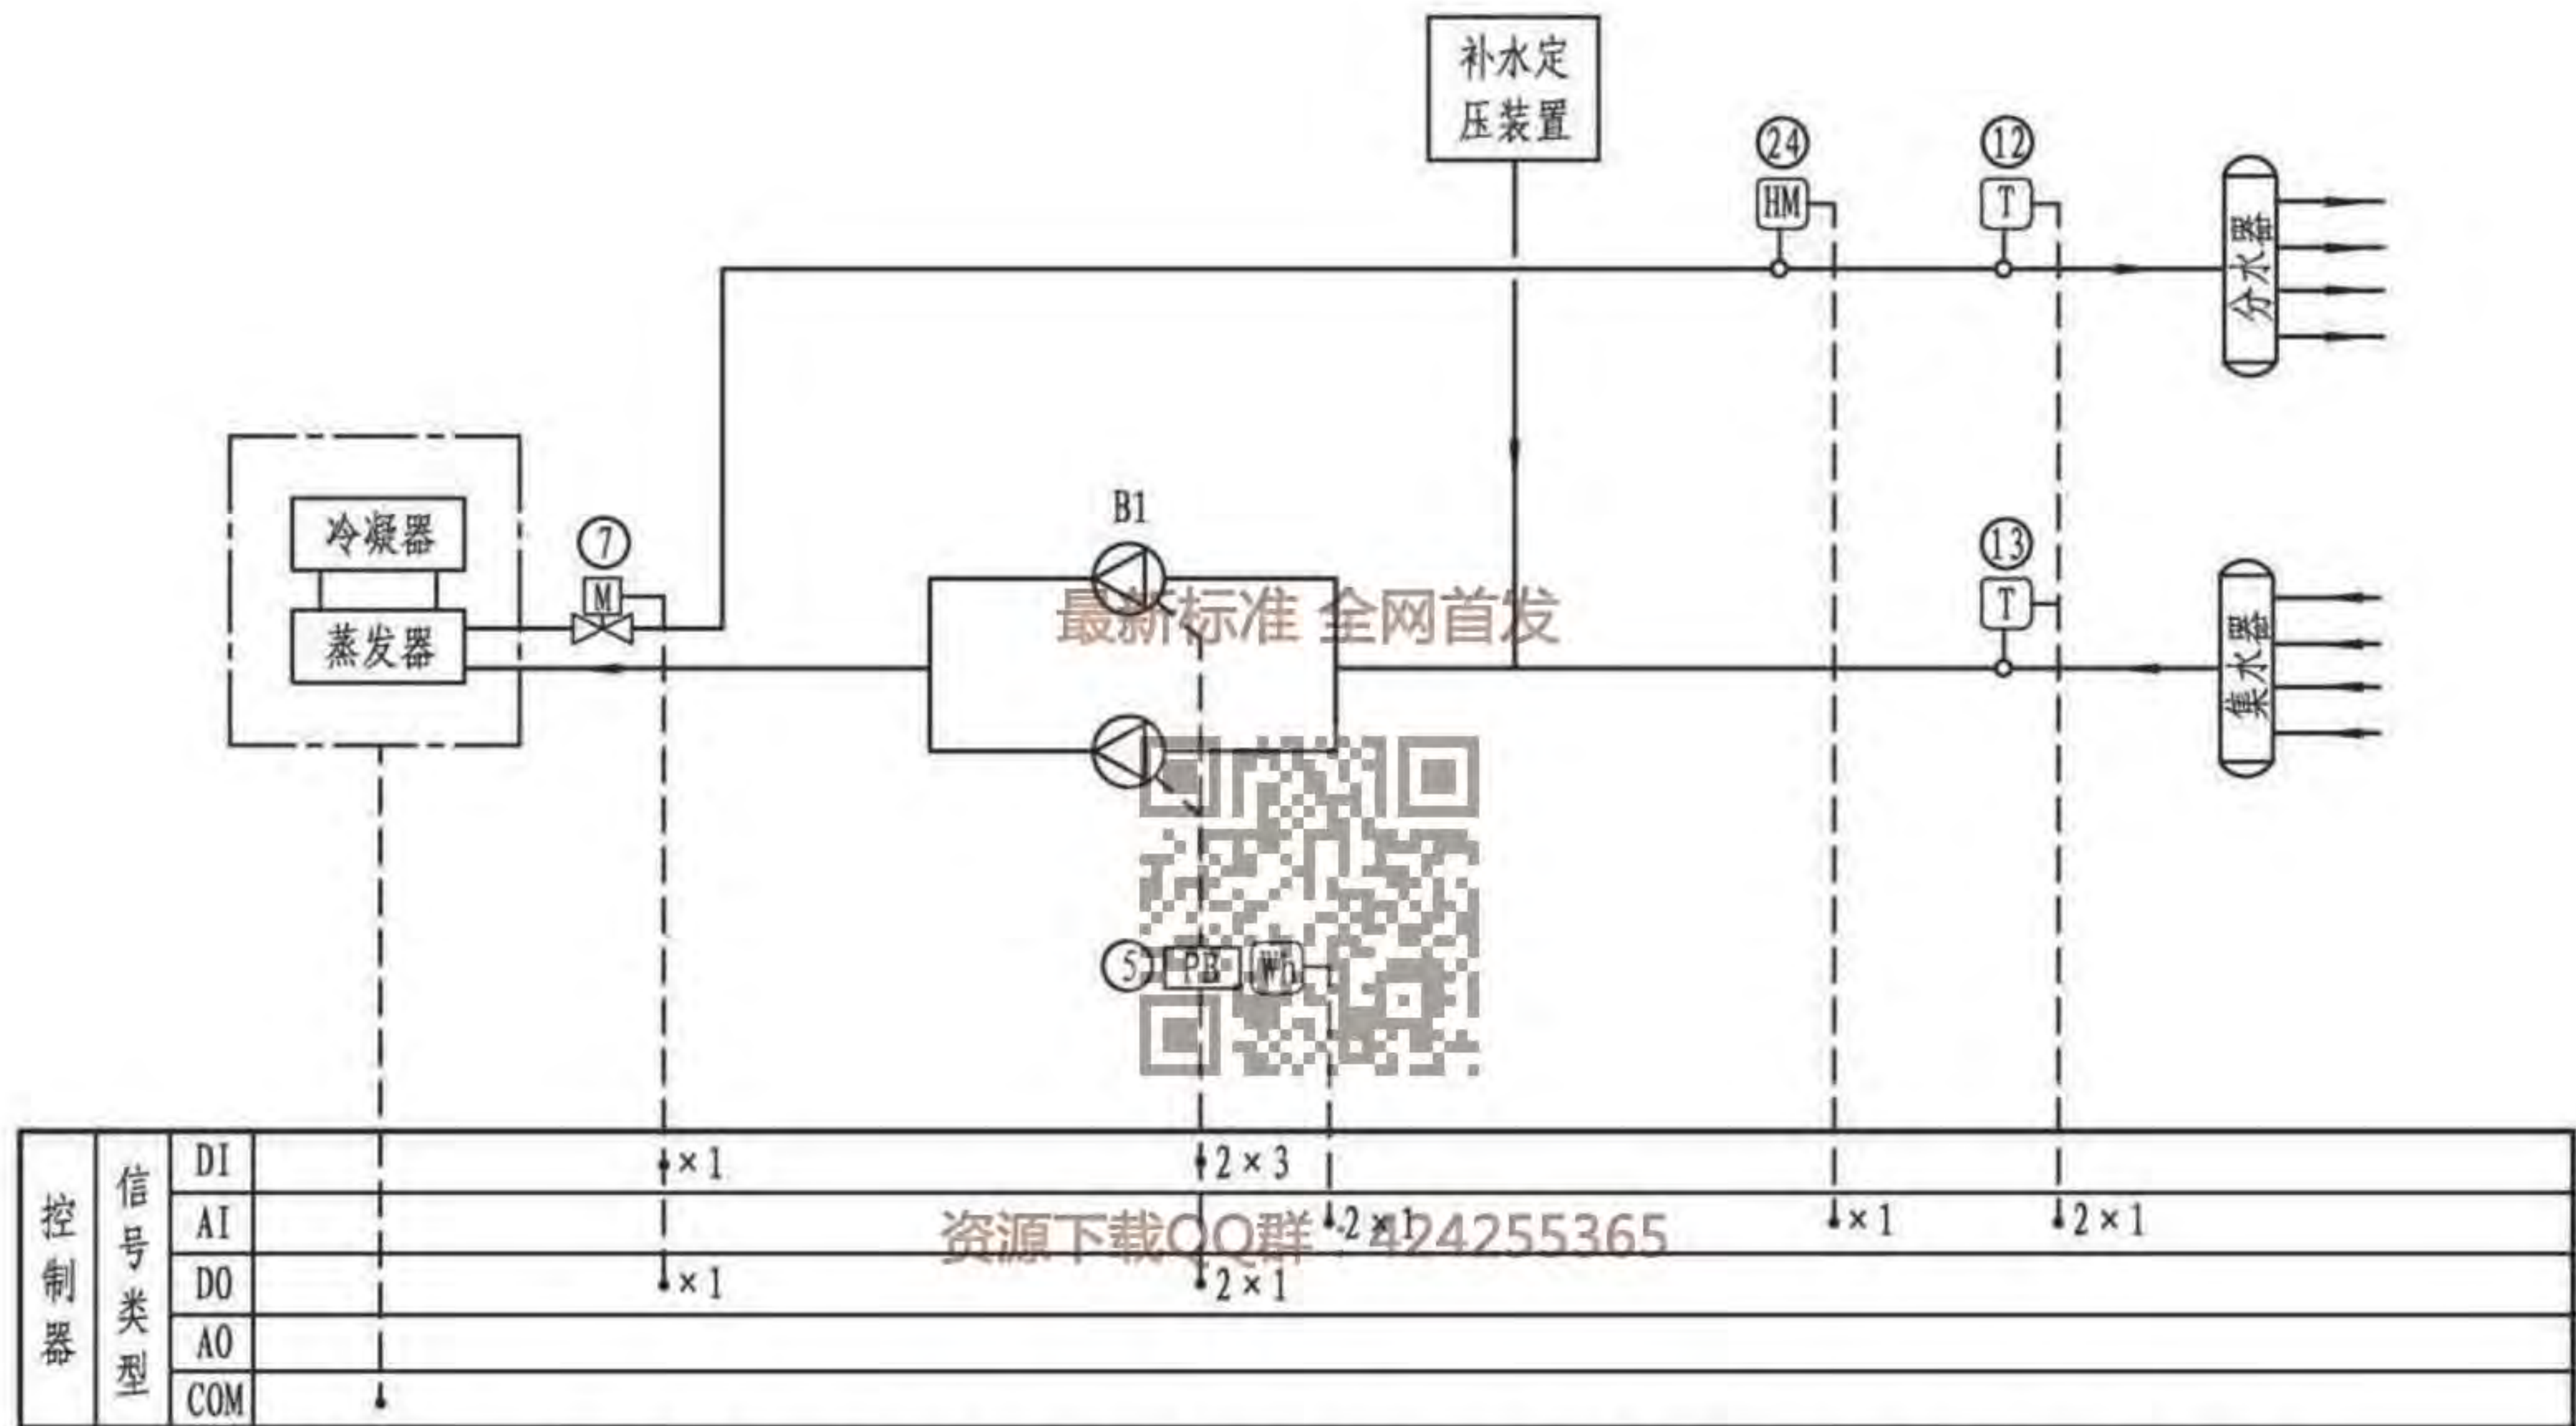 补水定
压装置
24
HM
12
T
分水器
冷凝器
蒸发器
7
M
B1
最新标准 全网首发
13
T
集水器
5
PE
Wh
控制器
信号类型
DI
×1
2×3
AI
2×1
×1
2×1
资源下载QQ群：424255365
DO
×1
2×1
AO
COM